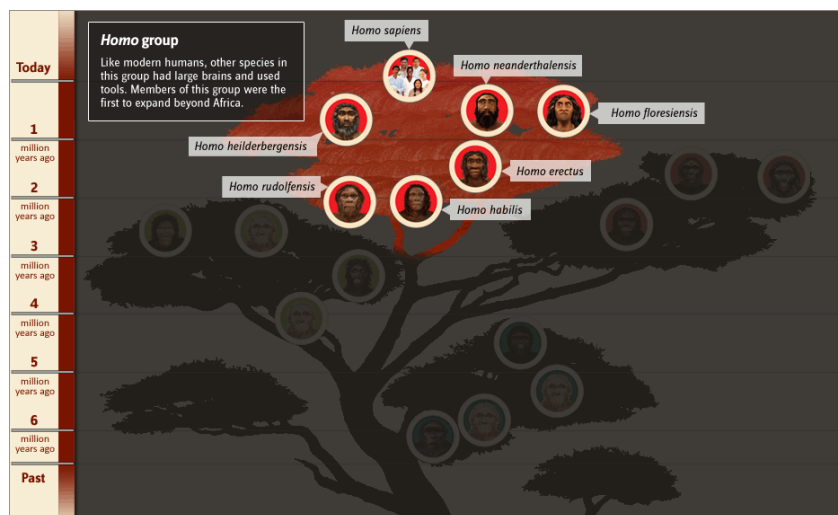 Homo group
Like modern humans, other species in
this group had large brains and used
tools. Members of this group were the
first to expand beyond Africa.
Homo sapiens
Homo neanderthalensis
Homo floresiensis
Homo heilderbergensis
Homo erectus
Homo rudolfensis
Homo habilis
Today
1
million
years ago
2
million
years ago
3
million
years ago
4
million
years ago
5
million
years ago
6
million
years ago
Past